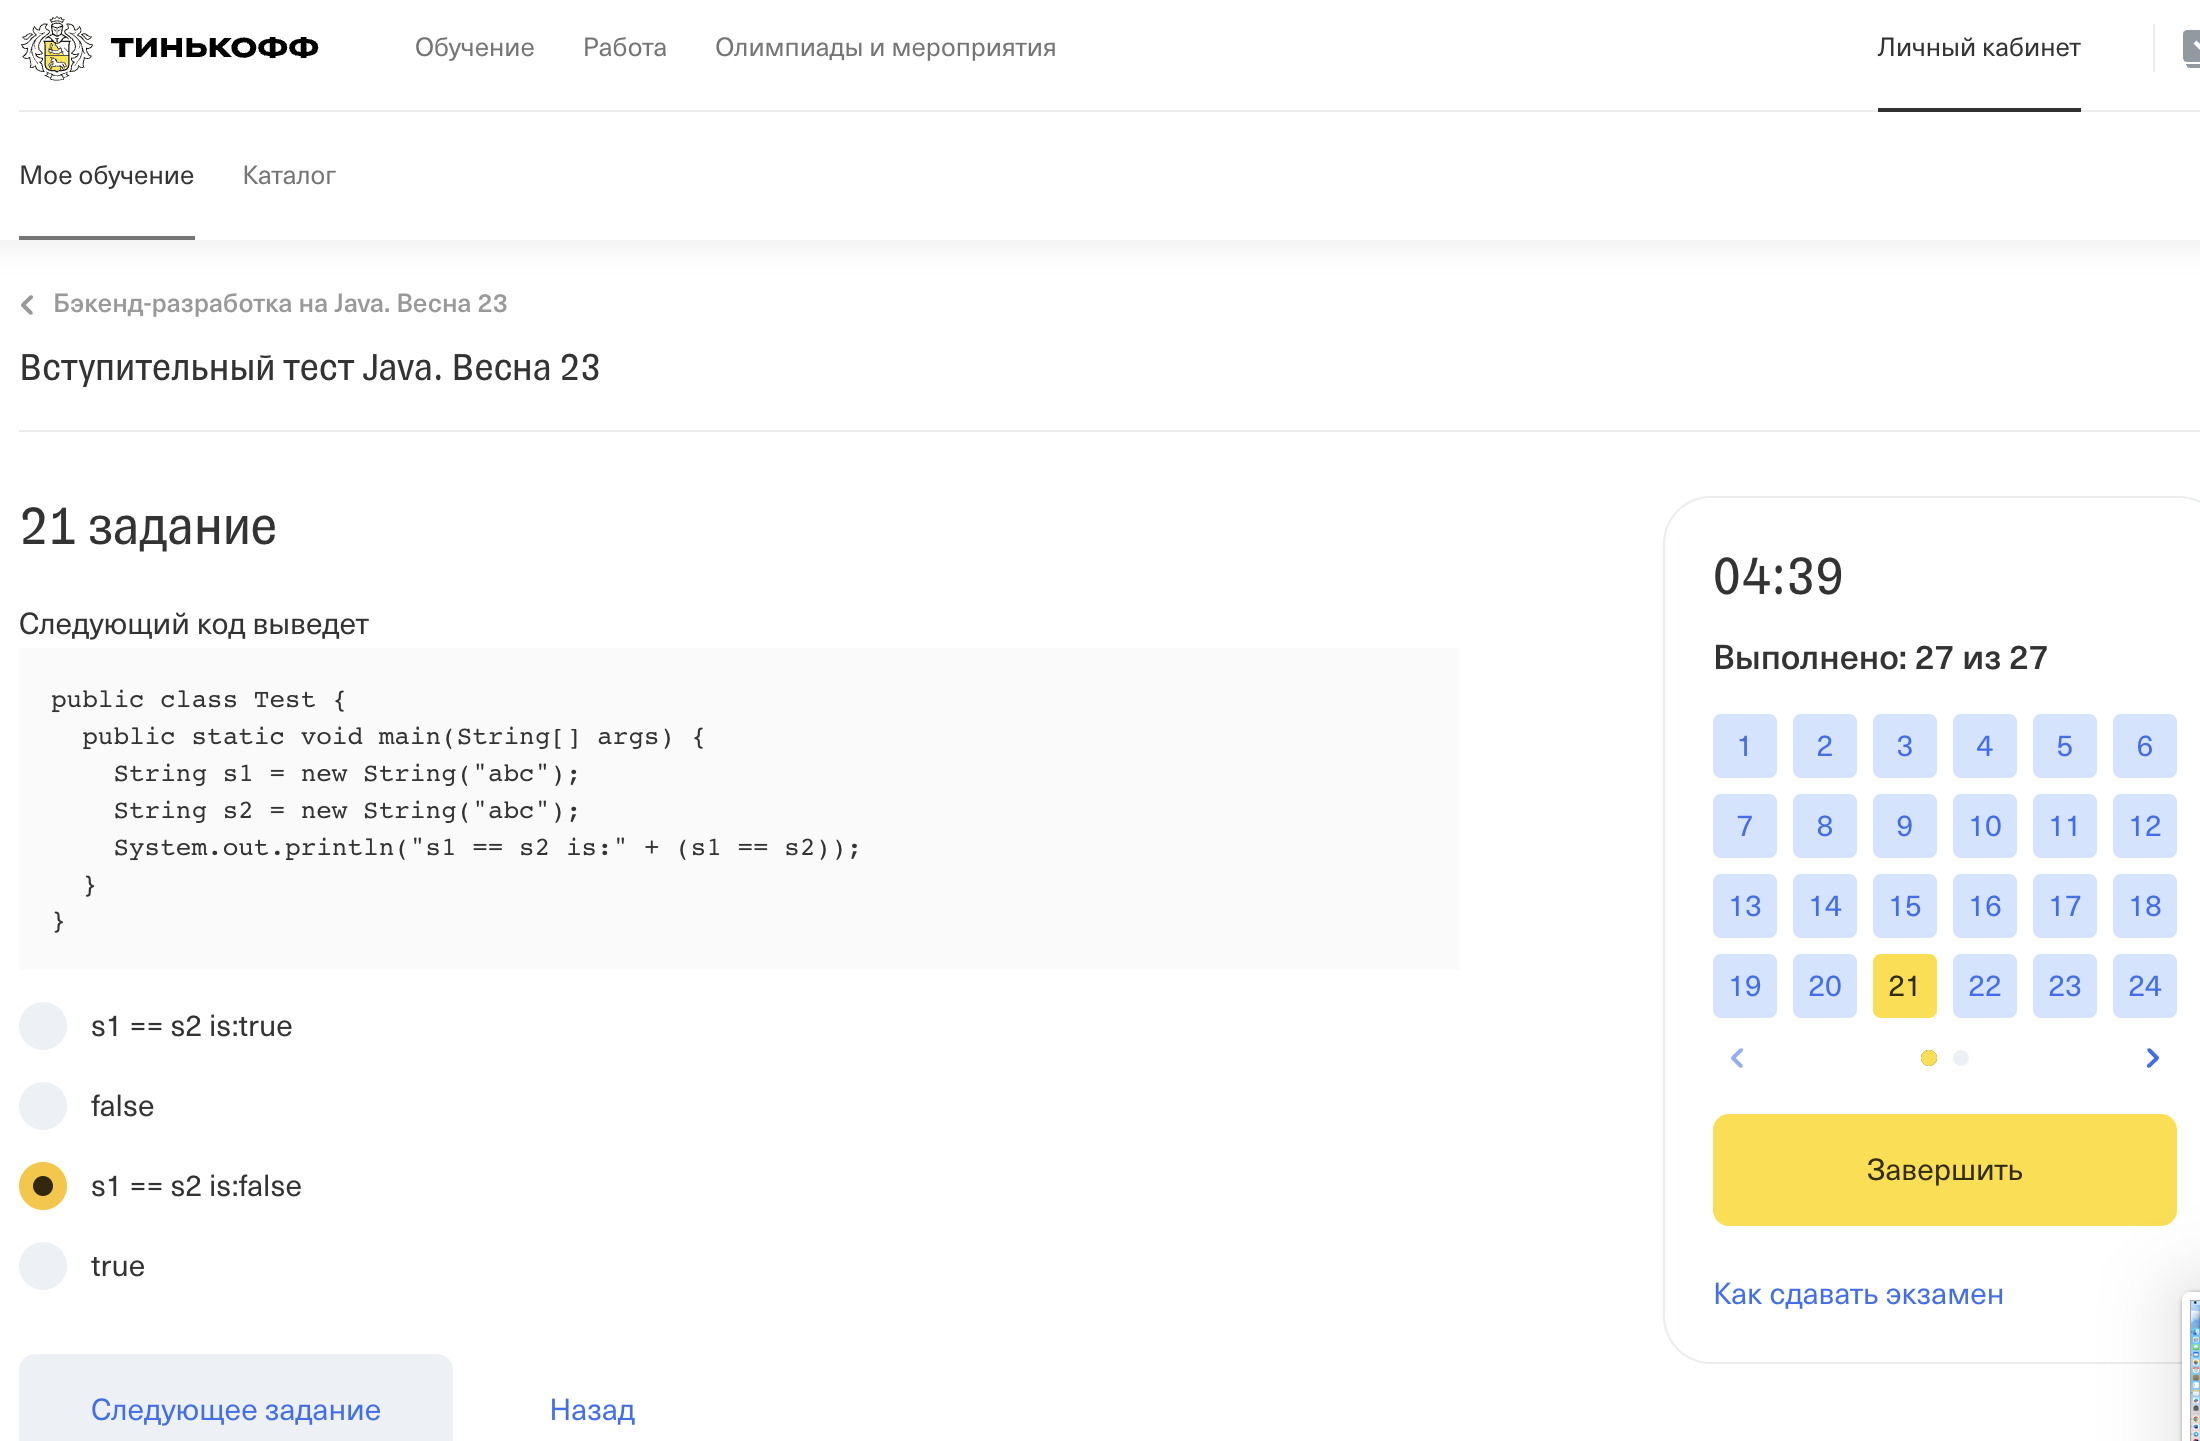 ТИНЬКОФФ
Обучение
Работа
Олимпиады и мероприятия
Личный кабинет
Мое обучение
Каталог
Бэкенд-разработка на Java. Весна 23
Вступительный тест Java. Весна 23
21 задание
Следующий код выведет
public class Test {
  public static void main(String[] args) {
    String s1 = new String("abc");
    String s2 = new String("abc");
    System.out.println("s1 == s2 is:" + (s1 == s2));
  }
}
s1 == s2 is:true
false
s1 == s2 is:false
true
Следующее задание
Назад
04:39
Выполнено: 27 из 27
1 2 3 4 5 6
7 8 9 10 11 12
13 14 15 16 17 18
19 20 21 22 23 24
Завершить
Как сдавать экзамен